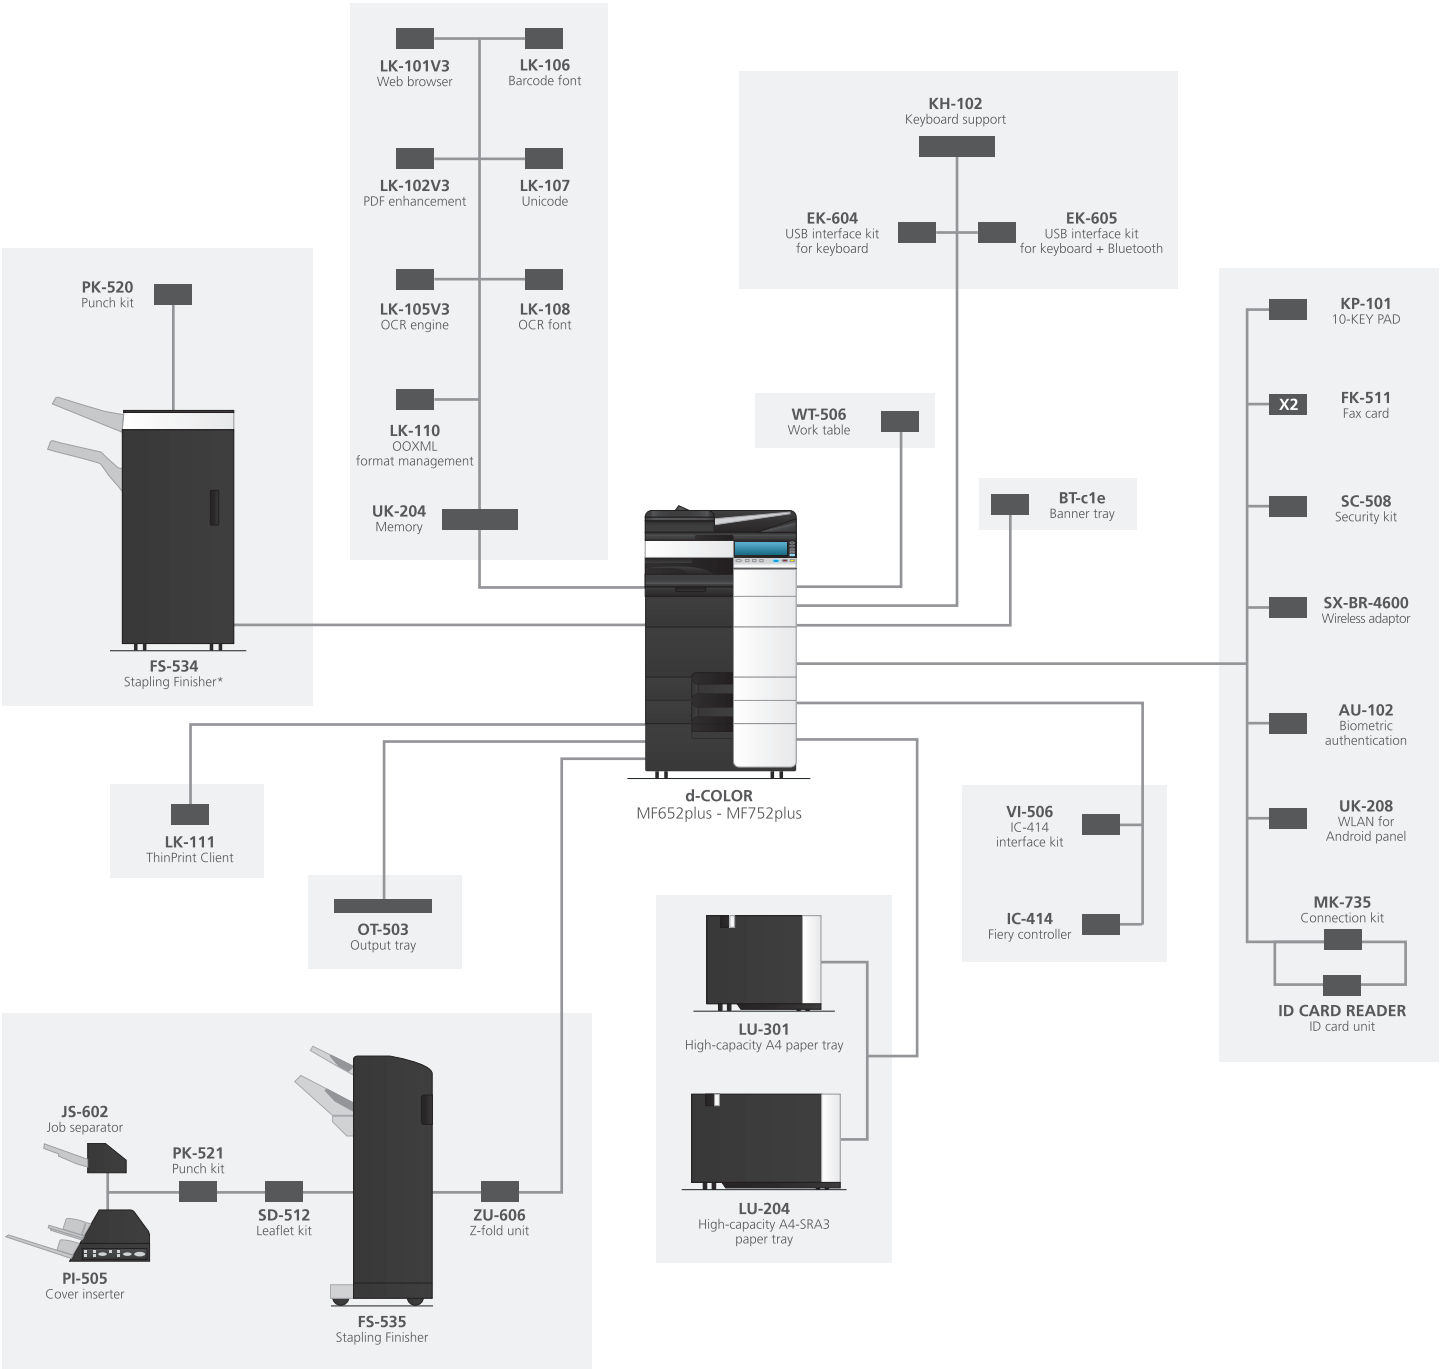 LK-101V3
Web browser
LK-106
Barcode font
LK-102V3
PDF enhancement
LK-107
Unicode
LK-105V3
OCR engine
LK-108
OCR font
LK-110
OOXML
format management
UK-204
Memory
KH-102
Keyboard support
EK-604
USB interface kit
for keyboard
EK-605
USB interface kit
for keyboard + Bluetooth
PK-520
Punch kit
FS-534
Stapling Finisher*
WT-506
Work table
BT-c1e
Banner tray
KP-101
10-KEY PAD
X2
FK-511
Fax card
SC-508
Security kit
SX-BR-4600
Wireless adaptor
AU-102
Biometric
authentication
UK-208
WLAN for
Android panel
MK-735
Connection kit
ID CARD READER
ID card unit
d-COLOR
MF652plus - MF752plus
LK-111
ThinPrint Client
OT-503
Output tray
VI-506
IC-414
interface kit
IC-414
Fiery controller
LU-301
High-capacity A4 paper tray
LU-204
High-capacity A4-SRA3
paper tray
JS-602
Job separator
PK-521
Punch kit
SD-512
Leaflet kit
ZU-606
Z-fold unit
PI-505
Cover inserter
FS-535
Stapling Finisher